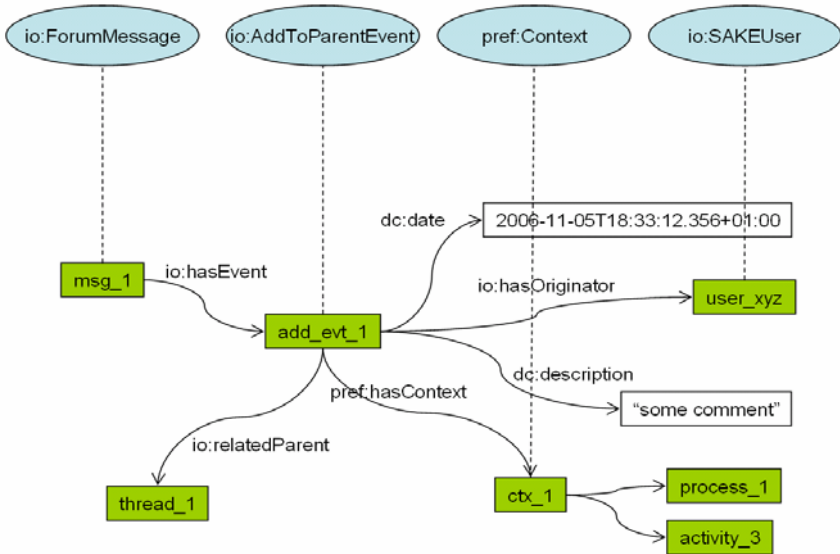 io:ForumMessage
io:AddToParentEvent
pref:Context
io:SAKEUser
dc:date
2006-11-05T18:33:12.356+01:00
msg_1
io:hasEvent
io:hasOriginator
user_xyz
add_evt_1
dc:description
pref:hasContext
“some comment”
io:relatedParent
thread_1
ctx_1
process_1
activity_3